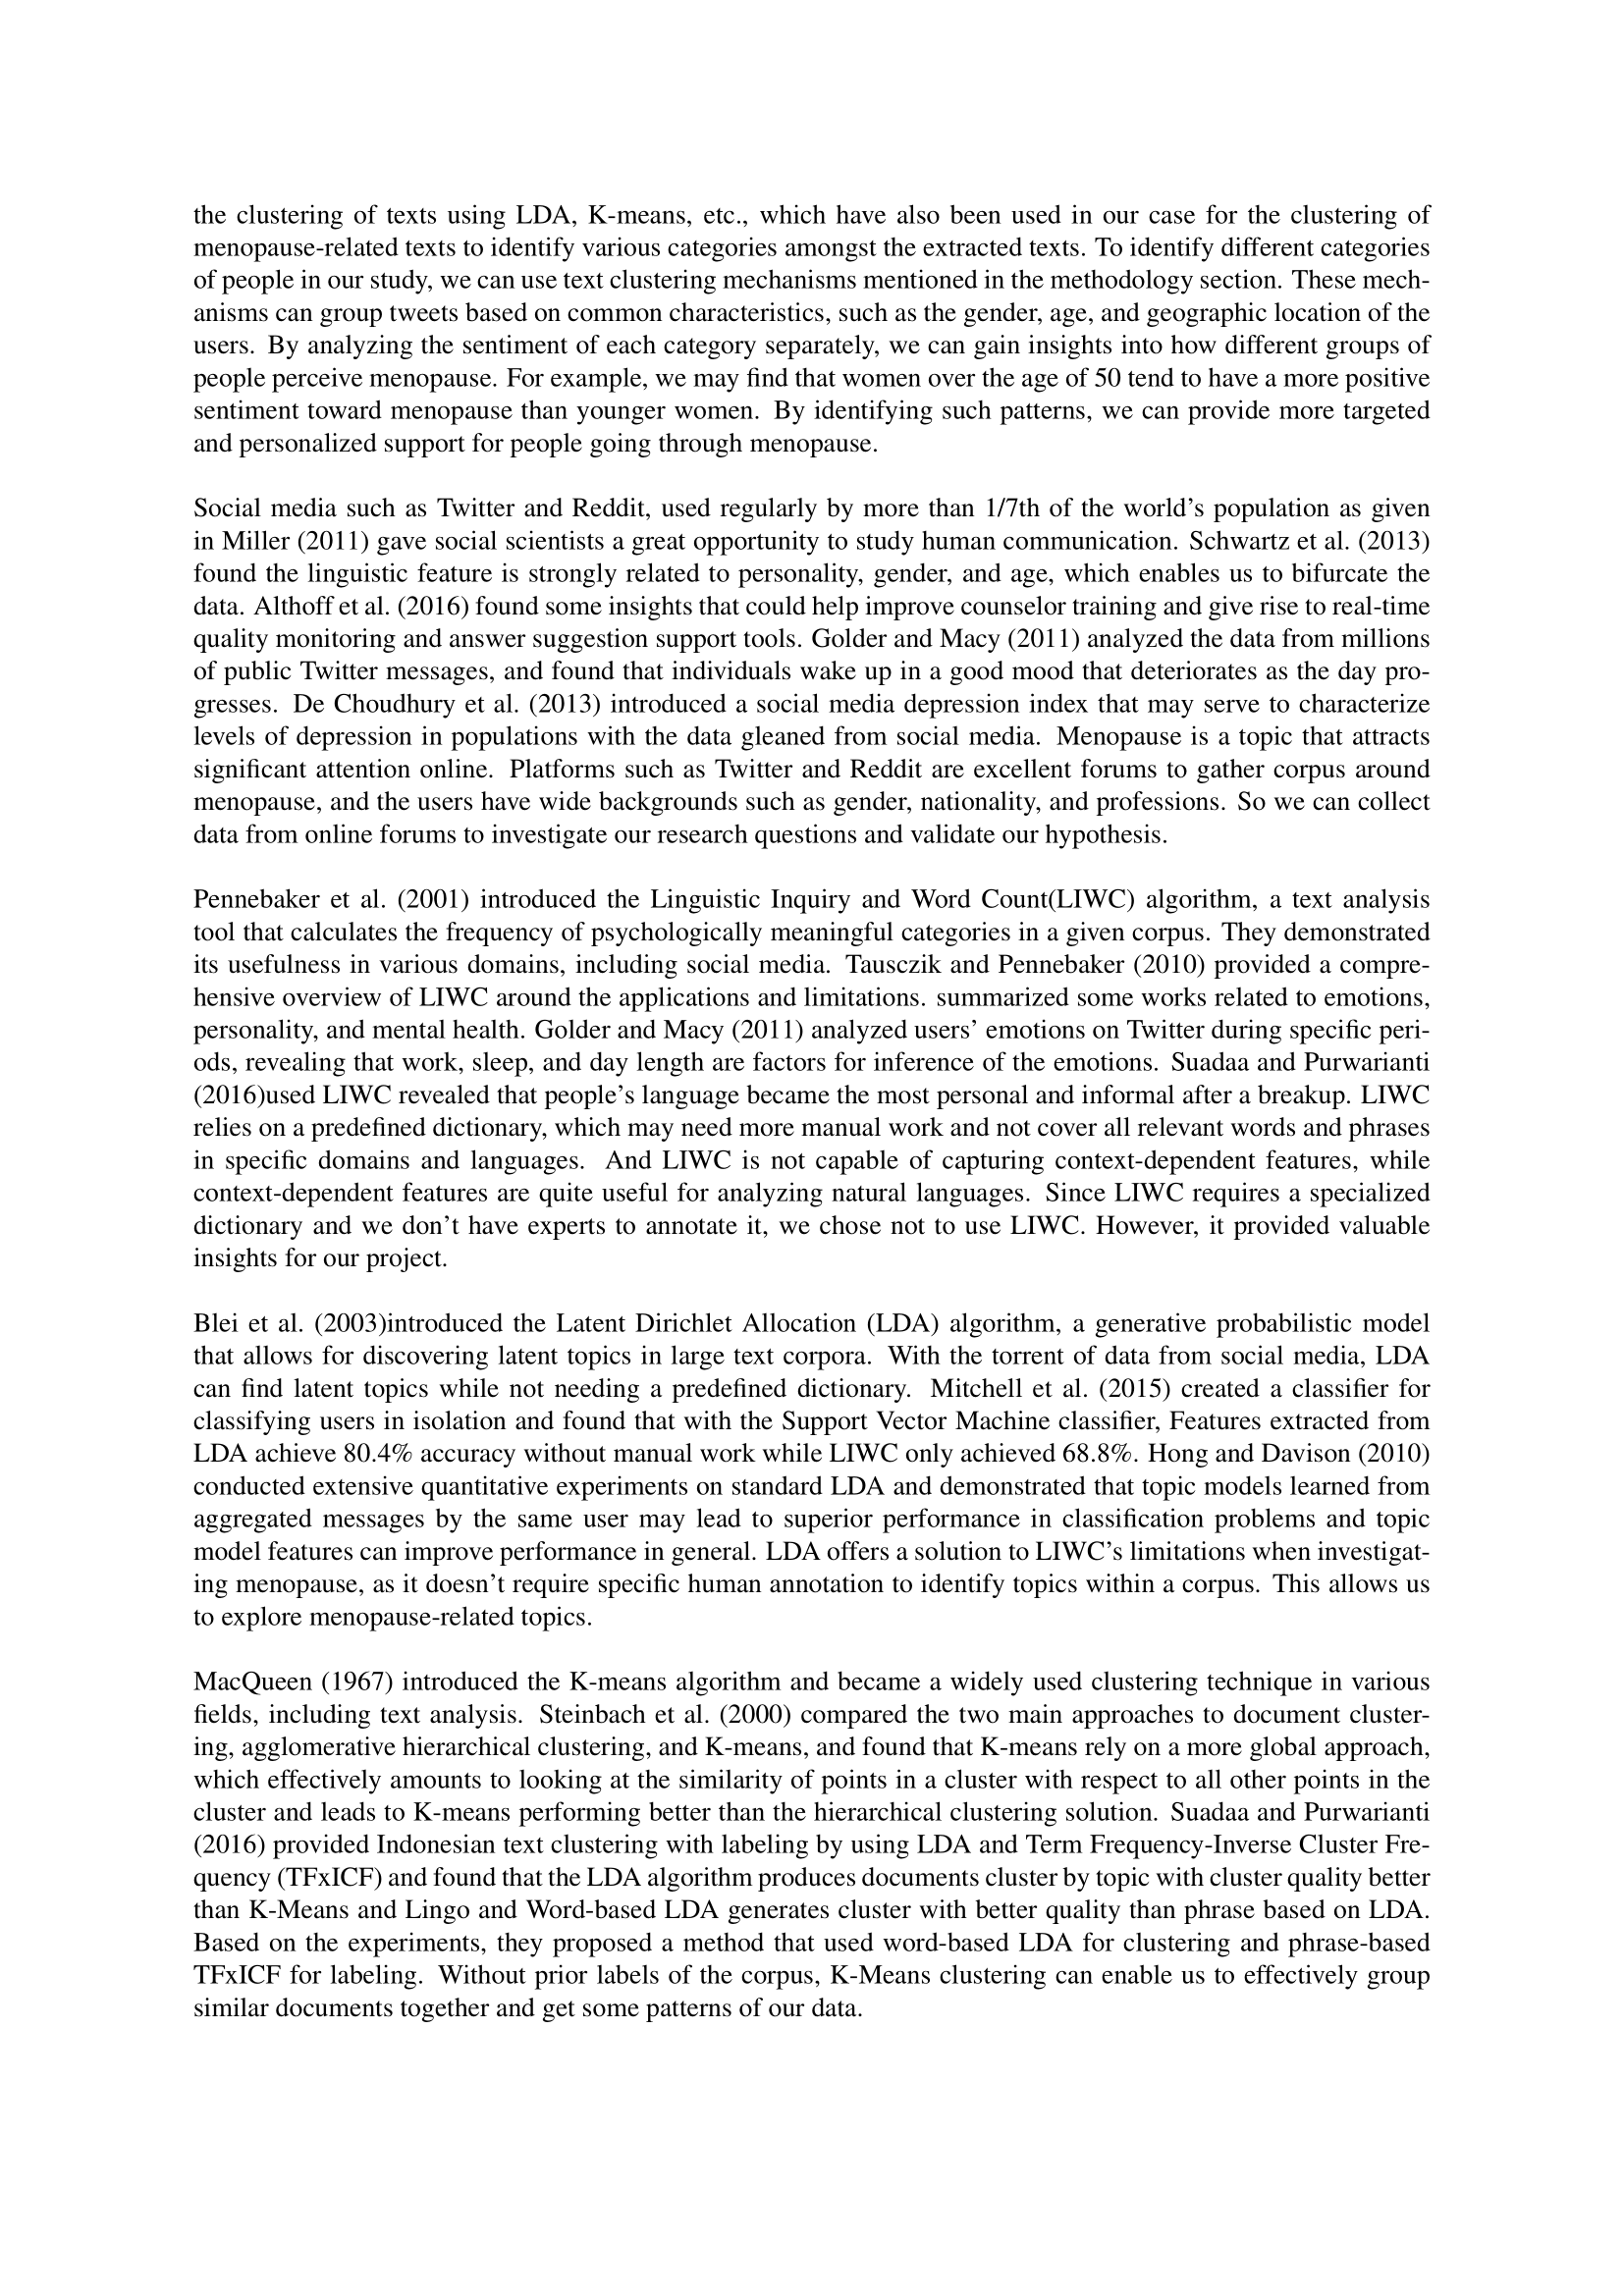 the clustering of texts using LDA, K-means, etc., which have also been used in our case for the clustering of
menopause-related texts to identify various categories amongst the extracted texts. To identify different categories
of people in our study, we can use text clustering mechanisms mentioned in the methodology section. These mech-
anisms can group tweets based on common characteristics, such as the gender, age, and geographic location of the
users. By analyzing the sentiment of each category separately, we can gain insights into how different groups of
people perceive menopause. For example, we may find that women over the age of 50 tend to have a more positive
sentiment toward menopause than younger women. By identifying such patterns, we can provide more targeted
and personalized support for people going through menopause.
Social media such as Twitter and Reddit, used regularly by more than 1/7th of the world's population as given
in Miller (2011) gave social scientists a great opportunity to study human communication. Schwartz et al. (2013)
found the linguistic feature is strongly related to personality, gender, and age, which enables us to bifurcate the
data. Althoff et al. (2016) found some insights that could help improve counselor training and give rise to real-time
quality monitoring and answer suggestion support tools. Golder and Macy (2011) analyzed the data from millions
of public Twitter messages, and found that individuals wake up in a good mood that deteriorates as the day pro-
gresses. De Choudhury et al. (2013) introduced a social media depression index that may serve to characterize
levels of depression in populations with the data gleaned from social media. Menopause is a topic that attracts
significant attention online. Platforms such as Twitter and Reddit are excellent forums to gather corpus around
menopause, and the users have wide backgrounds such as gender, nationality, and professions. So we can collect
data from online forums to investigate our research questions and validate our hypothesis.
Pennebaker et al. (2001) introduced the Linguistic Inquiry and Word Count(LIWC) algorithm, a text analysis
tool that calculates the frequency of psychologically meaningful categories in a given corpus. They demonstrated
its usefulness in various domains, including social media. Tausczik and Pennebaker (2010) provided a compre-
hensive overview of LIWC around the applications and limitations. summarized some works related to emotions,
personality, and mental health. Golder and Macy (2011) analyzed users' emotions on Twitter during specific peri-
ods, revealing that work, sleep, and day length are factors for inference of the emotions. Suadaa and Purwarianti
(2016)used LIWC revealed that people's language became the most personal and informal after a breakup. LIWC
relies on a predefined dictionary, which may need more manual work and not cover all relevant words and phrases
in specific domains and languages. And LIWC is not capable of capturing context-dependent features, while
context-dependent features are quite useful for analyzing natural languages. Since LIWC requires a specialized
dictionary and we don't have experts to annotate it, we chose not to use LIWC. However, it provided valuable
insights for our project.
Blei et al. (2003)introduced the Latent Dirichlet Allocation (LDA) algorithm, a generative probabilistic model
that allows for discovering latent topics in large text corpora. With the torrent of data from social media, LDA
can find latent topics while not needing a predefined dictionary. Mitchell et al. (2015) created a classifier for
classifying users in isolation and found that with the Support Vector Machine classifier, Features extracted from
LDA achieve 80.4% accuracy without manual work while LIWC only achieved 68.8%. Hong and Davison (2010)
conducted extensive quantitative experiments on standard LDA and demonstrated that topic models learned from
aggregated messages by the same user may lead to superior performance in classification problems and topic
model features can improve performance in general. LDA offers a solution to LIWC's limitations when investigat-
ing menopause, as it doesn't require specific human annotation to identify topics within a corpus. This allows us
to explore menopause-related topics.
MacQueen (1967) introduced the K-means algorithm and became a widely used clustering technique in various
fields, including text analysis. Steinbach et al. (2000) compared the two main approaches to document cluster-
ing, agglomerative hierarchical clustering, and K-means, and found that K-means rely on a more global approach,
which effectively amounts to looking at the similarity of points in a cluster with respect to all other points in the
cluster and leads to K-means performing better than the hierarchical clustering solution. Suadaa and Purwarianti
(2016) provided Indonesian text clustering with labeling by using LDA and Term Frequency-Inverse Cluster Fre-
quency (TFxICF) and found that the LDA algorithm produces documents cluster by topic with cluster quality better
than K-Means and Lingo and Word-based LDA generates cluster with better quality than phrase based on LDA.
Based on the experiments, they proposed a method that used word-based LDA for clustering and phrase-based
TFxICF for labeling. Without prior labels of the corpus, K-Means clustering can enable us to effectively group
similar documents together and get some patterns of our data.